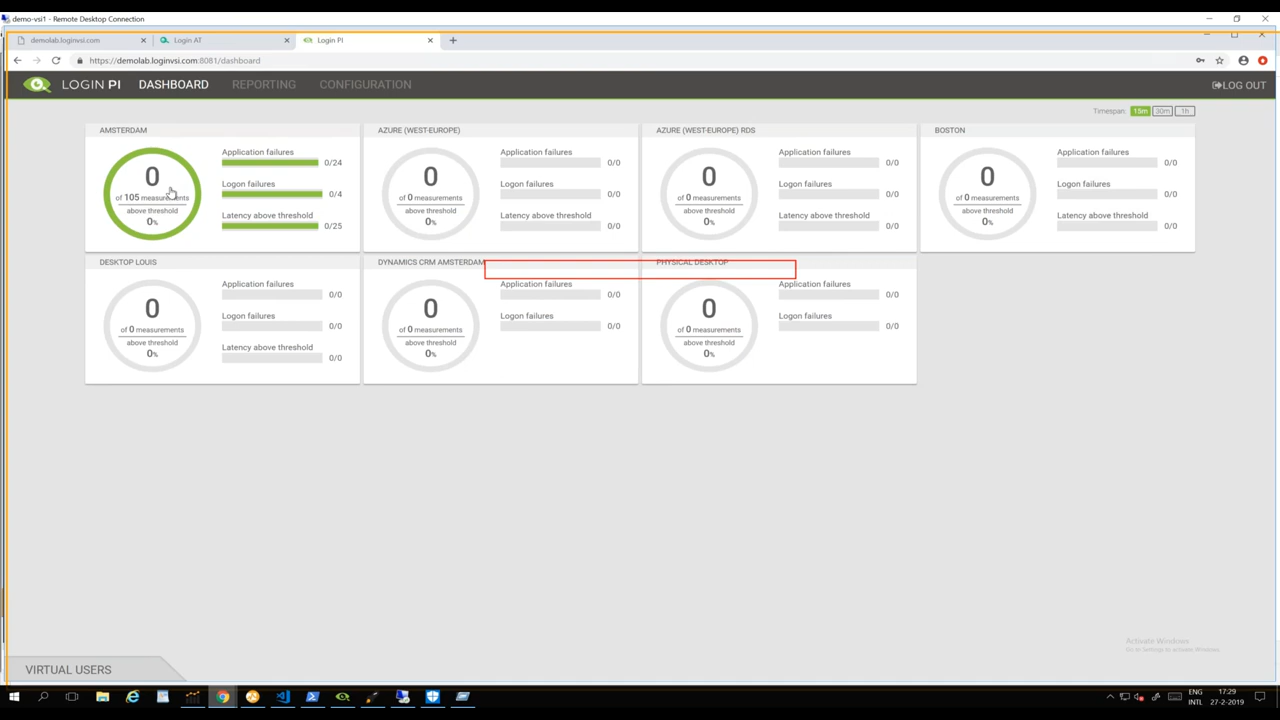 demo-vsi1 - Remote Desktop Connection
demolab.loginvsi.com
Login AT
Login PI
https://demolab.loginvsi.com:8081/dashboard
LOGIN PI
DASHBOARD
REPORTING
CONFIGURATION
LOG OUT
Timespan: 15m 30m 1h
AMSTERDAM
0
of 105 measurements
above threshold
0%
Application failures
0/24
Logon failures
0/4
Latency above threshold
0/25
AZURE (WEST-EUROPE)
0
of 0 measurements
above threshold
0%
Application failures
0/0
Logon failures
0/0
Latency above threshold
0/0
AZURE (WEST-EUROPE) RDS
0
of 0 measurements
above threshold
0%
Application failures
0/0
Logon failures
0/0
Latency above threshold
0/0
BOSTON
0
of 0 measurements
above threshold
0%
Application failures
0/0
Logon failures
0/0
Latency above threshold
0/0
DESKTOP LOUIS
0
of 0 measurements
above threshold
0%
Application failures
0/0
Logon failures
0/0
Latency above threshold
0/0
DYNAMICS CRM AMSTERDAM
0
of 0 measurements
above threshold
0%
Application failures
0/0
Logon failures
0/0
PHYSICAL DESKTOP
0
of 0 measurements
above threshold
0%
Application failures
0/0
Logon failures
0/0
Activate Windows
Go to Settings to activate Windows.
VIRTUAL USERS
ENG
INTL
17:29
27-2-2019